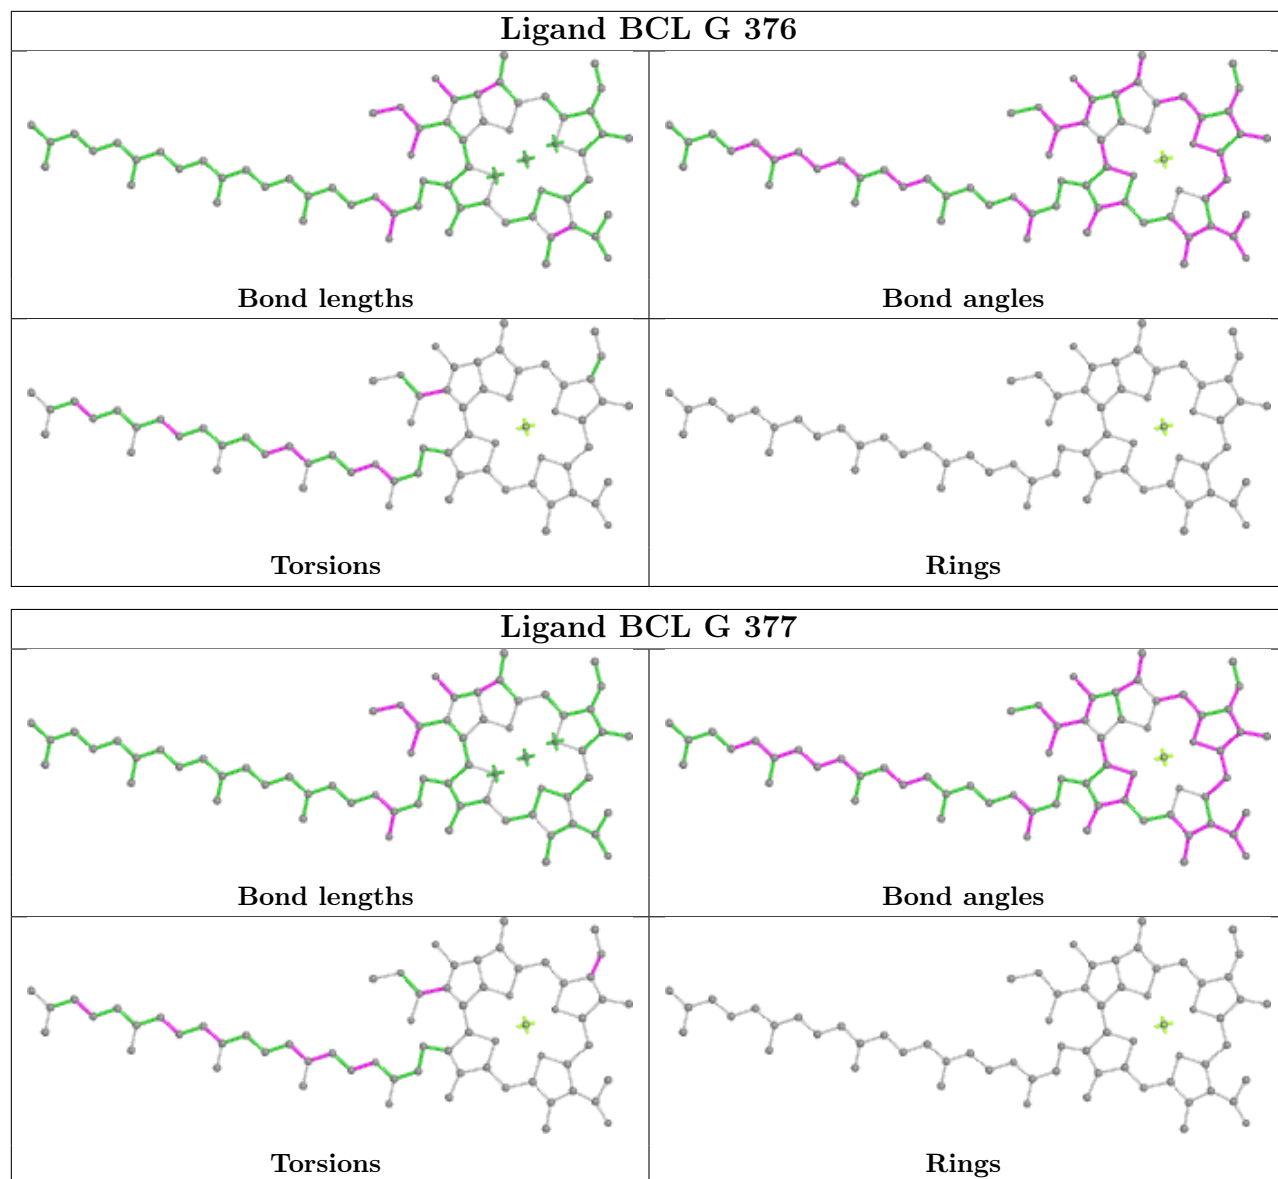 Ligand BCL G 376
Bond lengths
Bond angles
Torsions
Rings
Ligand BCL G 377
Bond lengths
Bond angles
Torsions
Rings